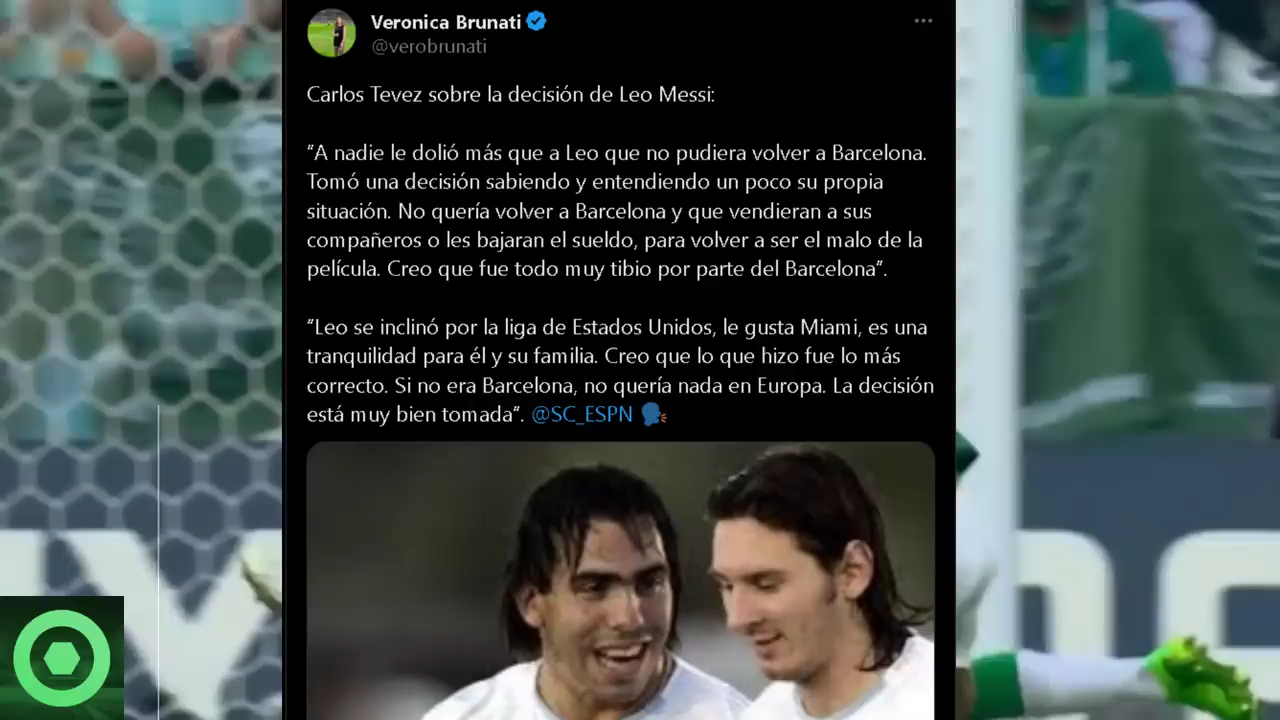 Veronica Brunati
@verobrunati
Carlos Tevez sobre la decisión de Leo Messi:
"A nadie le dolió más que a Leo que no pudiera volver a Barcelona.
Tomó una decisión sabiendo y entendiendo un poco su propia
situación. No quería volver a Barcelona y que vendieran a sus
compañeros o les bajaran el sueldo, para volver a ser el malo de la
película. Creo que fue todo muy tibio por parte del Barcelona".
"Leo se inclinó por la liga de Estados Unidos, le gusta Miami, es una
tranquilidad para él y su familia. Creo que lo que hizo fue lo más
correcto. Si no era Barcelona, no quería nada en Europa. La decisión
está muy bien tomada". @SC_ESPN